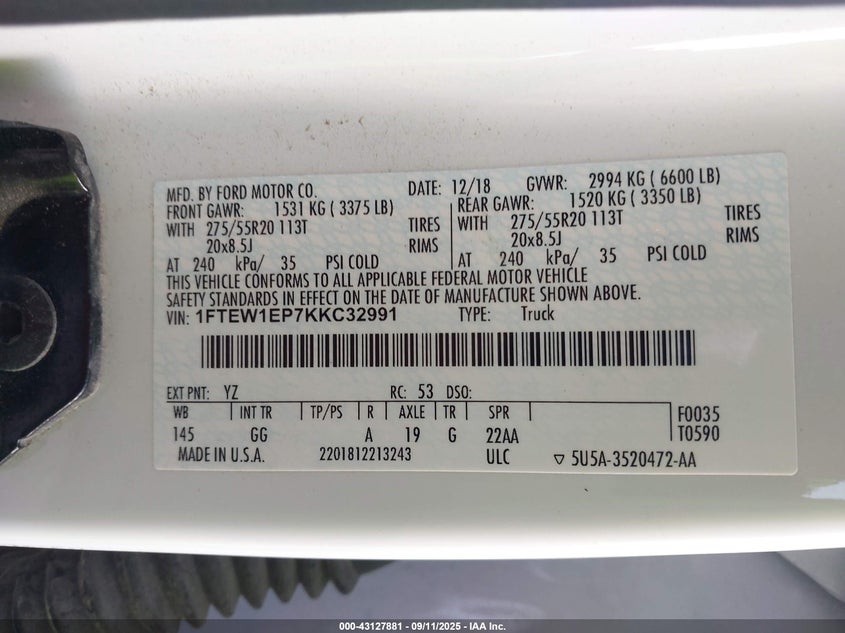 MFD. BY FORD MOTOR CO. DATE: 12/18 GVWR: 2994 KG ( 6600 LB)
FRONT GAWR: 1531 KG ( 3375 LB) REAR GAWR: 1520 KG ( 3350 LB)
WITH 275/55R20 113T TIRES WITH 275/55R20 113T TIRES
20x8.5J RIMS 20x8.5J RIMS
AT 240 kPa/ 35 PSI COLD AT 240 kPa/ 35 PSI COLD
THIS VEHICLE CONFORMS TO ALL APPLICABLE FEDERAL MOTOR VEHICLE
SAFETY STANDARDS IN EFFECT ON THE DATE OF MANUFACTURE SHOWN ABOVE.
VIN: 1FTEW1EP7KKC32991 TYPE: Truck
EXT PNT: YZ RC: 53 DSO:
WB INT TR TP/PS R AXLE TR SPR F0035
145 GG A 19 G 22AA T0590
MADE IN U.S.A. 2201812213243 ULC ▽ 5U5A-3520472-AA
000-43127881 - 09/11/2025 - IAA Inc.